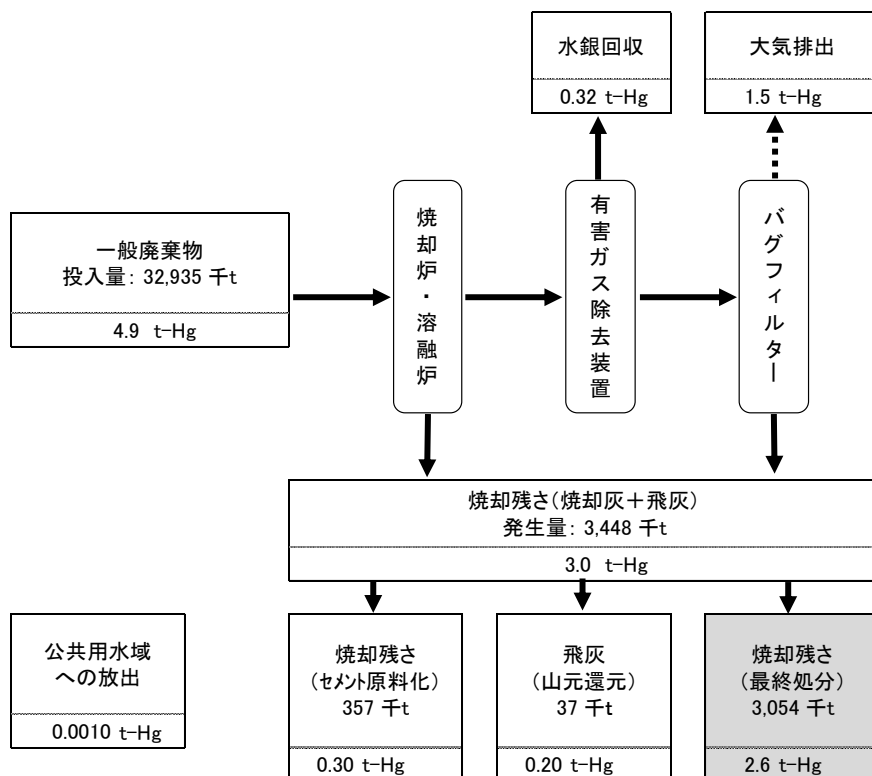 水銀回収
0.32 t-Hg
大気排出
1.5 t-Hg
一般廃棄物
投入量: 32,935 千t
4.9 t-Hg
焼却炉・溶融炉
有害ガス除去装置
バグフィルター
焼却残さ(焼却灰+飛灰)
発生量: 3,448 千t
3.0 t-Hg
公共用水域
への放出
0.0010 t-Hg
焼却残さ
(セメント原料化)
357 千t
0.30 t-Hg
飛灰
(山元還元)
37 千t
0.20 t-Hg
焼却残さ
(最終処分)
3,054 千t
2.6 t-Hg